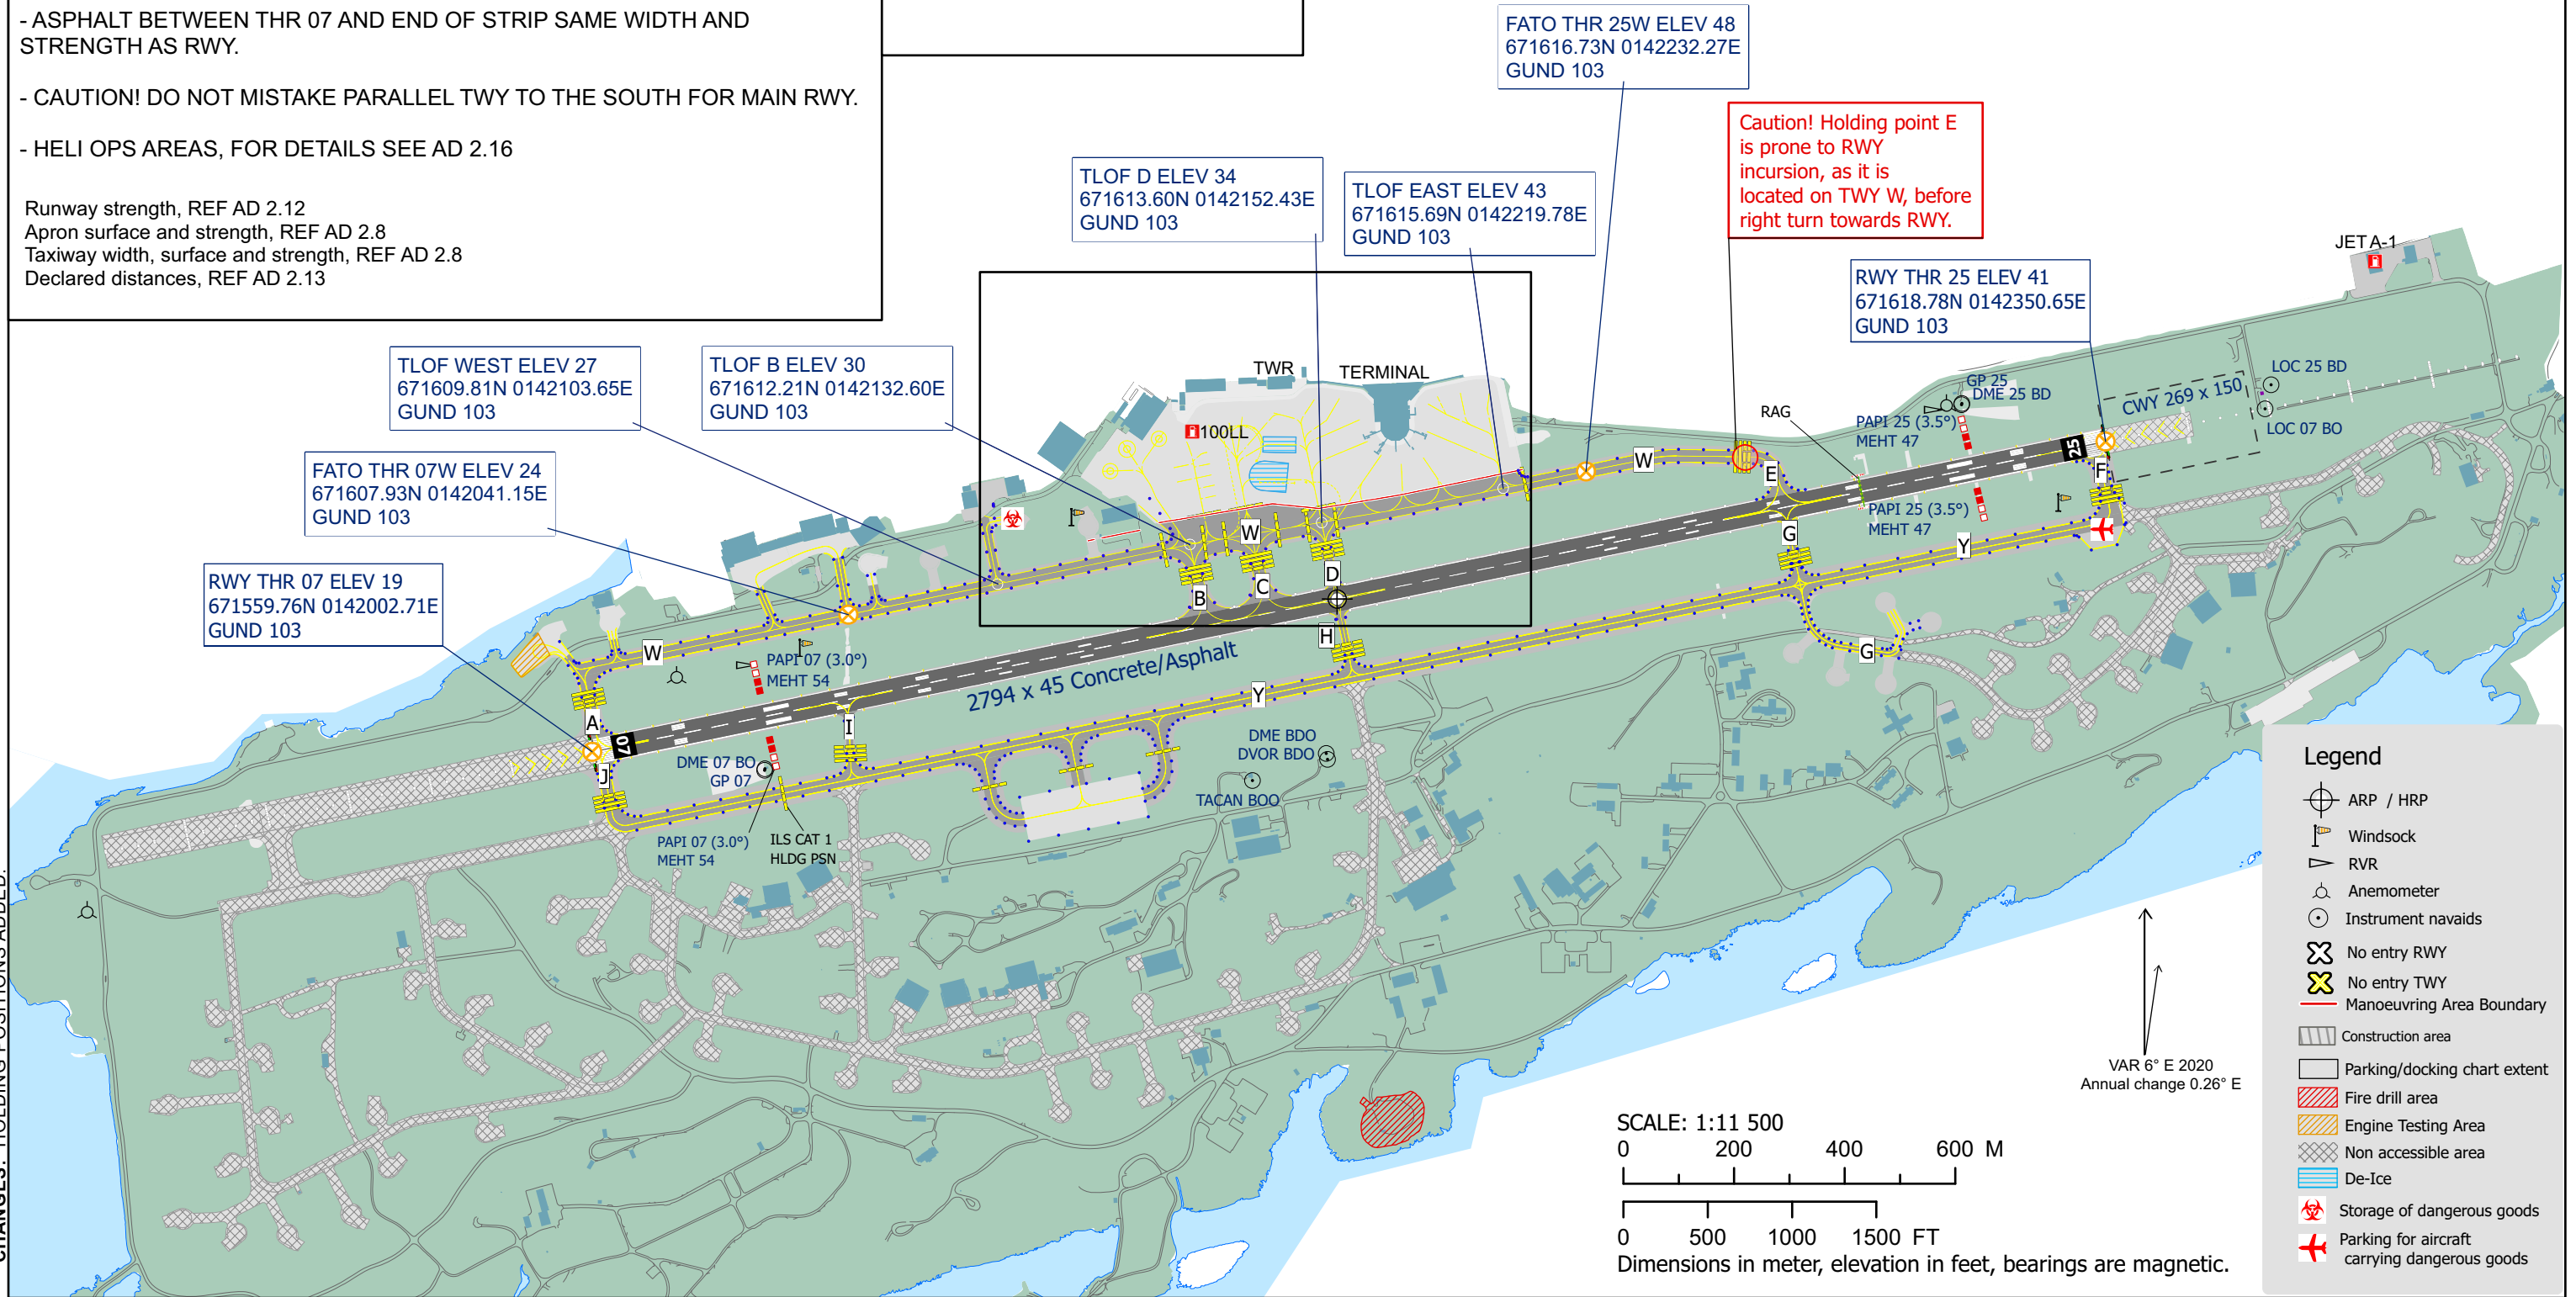 - ASPHALT BETWEEN THR 07 AND END OF STRIP SAME WIDTH AND
STRENGTH AS RWY.
- CAUTION! DO NOT MISTAKE PARALLEL TWY TO THE SOUTH FOR MAIN RWY.
- HELI OPS AREAS, FOR DETAILS SEE AD 2.16
Runway strength, REF AD 2.12
Apron surface and strength, REF AD 2.8
Taxiway width, surface and strength, REF AD 2.8
Declared distances, REF AD 2.13
FATO THR 25W ELEV 48
671616.73N 0142232.27E
GUND 103
Caution! Holding point E
is prone to RWY
incursion, as it is
located on TWY W, before
right turn towards RWY.
TLOF D ELEV 34
671613.60N 0142152.43E
GUND 103
TLOF EAST ELEV 43
671615.69N 0142219.78E
GUND 103
RWY THR 25 ELEV 41
671618.78N 0142350.65E
GUND 103
JET A-1
TLOF WEST ELEV 27
671609.81N 0142103.65E
GUND 103
TLOF B ELEV 30
671612.21N 0142132.60E
GUND 103
FATO THR 07W ELEV 24
671607.93N 0142041.15E
GUND 103
RWY THR 07 ELEV 19
671559.76N 0142002.71E
GUND 103
TWR
TERMINAL
100LL
RAG
GP 25
DME 25 BD
PAPI 25 (3.5°)
MEHT 47
PAPI 25 (3.5°)
MEHT 47
CWY 269 x 150
LOC 25 BD
LOC 07 BO
25
F
W
E
G
Y
W
B
C
D
H
G
W
A
07
J
I
Y
PAPI 07 (3.0°)
MEHT 54
2794 x 45 Concrete/Asphalt
DME 07 BO
GP 07
PAPI 07 (3.0°)
MEHT 54
ILS CAT 1
HLDG PSN
DME BDO
DVOR BDO
TACAN BOO
CHANGES: HOLDING POSITIONS ADDED.
VAR 6° E 2020
Annual change 0.26° E
SCALE: 1:11 500
0 200 400 600 M
0 500 1000 1500 FT
Dimensions in meter, elevation in feet, bearings are magnetic.
Legend
ARP / HRP
Windsock
RVR
Anemometer
Instrument navaids
No entry RWY
No entry TWY
Manoeuvring Area Boundary
Construction area
Parking/docking chart extent
Fire drill area
Engine Testing Area
Non accessible area
De-Ice
Storage of dangerous goods
Parking for aircraft
carrying dangerous goods